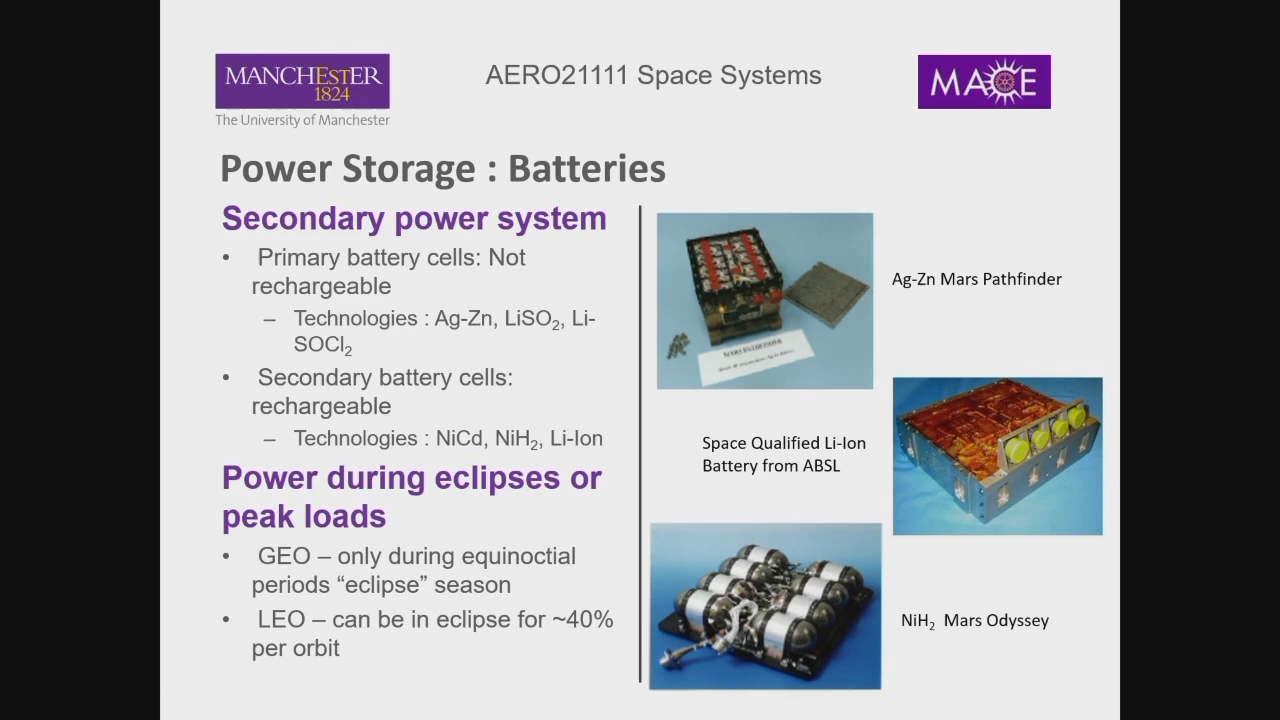 MANCHEstER
1824
The University of Manchester
AERO21111 Space Systems
MACE
Power Storage : Batteries
Secondary power system
• Primary battery cells: Not
rechargeable
– Technologies : Ag-Zn, LiSO₂, Li-
SOCl₂
• Secondary battery cells:
rechargeable
– Technologies : NiCd, NiH₂, Li-Ion
Power during eclipses or
peak loads
• GEO – only during equinoctial
periods “eclipse” season
• LEO – can be in eclipse for ~40%
per orbit
MARS PATHFINDER
Ag-Zn Mars Pathfinder
Space Qualified Li-Ion
Battery from ABSL
NiH₂ Mars Odyssey